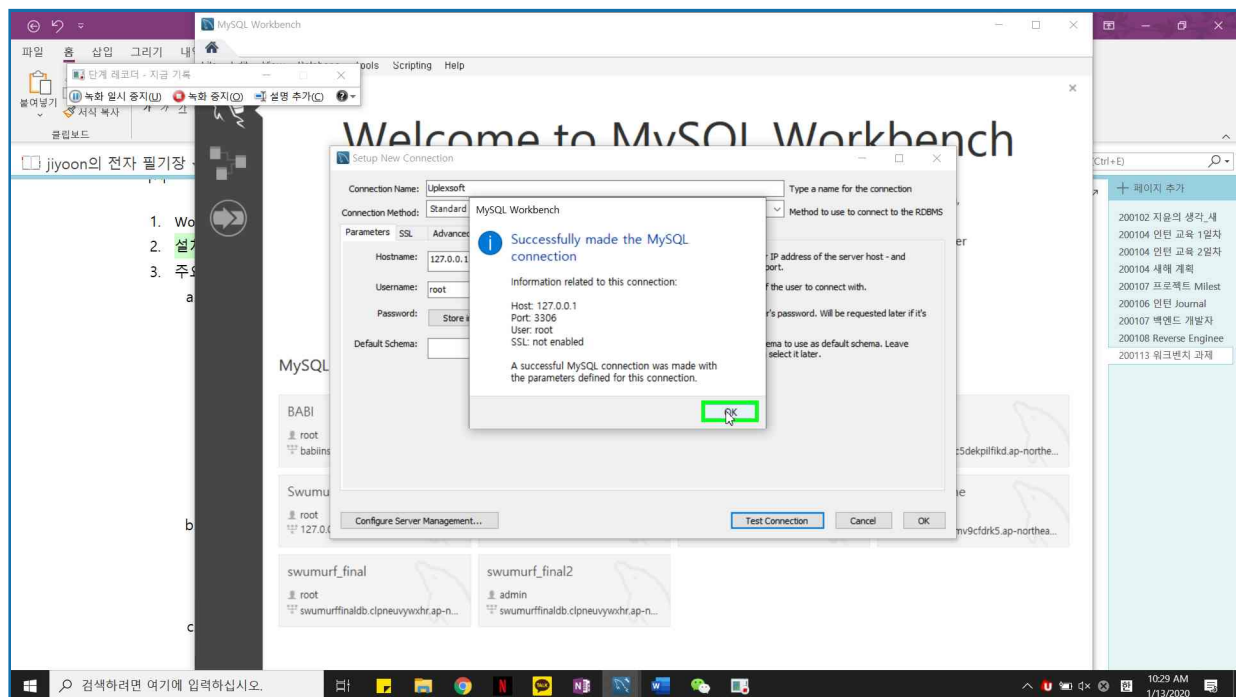 MySQL Workbench
파일 홈 삽입 그리기
Scripting Help
단계 레코더 - 지금 기록
녹화 일시 중지(U) 녹화 중지(O) 설명 추가(C)
붙여넣기
서식 복사
클립보드
Welcome to MySQL Workbench
jiyoon의 전자 필기장
Ctrl+E)
페이지 추가
200102 지윤의 생각_새
200104 인턴 교육 1일차
200104 인턴 교육 2일차
200104 새해 계획
200107 프로젝트 Milest
200106 인턴 Journal
200107 백엔드 개발자
200108 Reverse Enginee
200113 워크벤치 과제
1. Wo
2. 설
3. 주
a
b
c
Setup New Connection
Connection Name: Uplexsoft Type a name for the connection
Connection Method: Standard Method to use to connect to the RDBMS
Parameters SSL Advanced
Hostname: 127.0.0.1 IP address of the server host - and
port.
Username: root f the user to connect with.
Password: Store i r's password. Will be requested later if it's
Default Schema: ema to use as default schema. Leave
select it later.
MySQL Workbench
Successfully made the MySQL
connection
Information related to this connection:
Host: 127.0.0.1
Port: 3306
User: root
SSL: not enabled
A successful MySQL connection was made with
the parameters defined for this connection.
OK
Configure Server Management... Test Connection Cancel OK
MySQL
BABI
root
babiins
c5dekpilfikd.ap-northe...
Swumu
root
127.0.0
mv9cfdrk5.ap-northea...
swumurf_final
root
swumurffinaldb.clpneuvywxhr.ap-n...
swumurf_final2
admin
swumurffinaldb.clpneuvywxhr.ap-n...
검색하려면 여기에 입력하십시오.
10:29 AM
1/13/2020